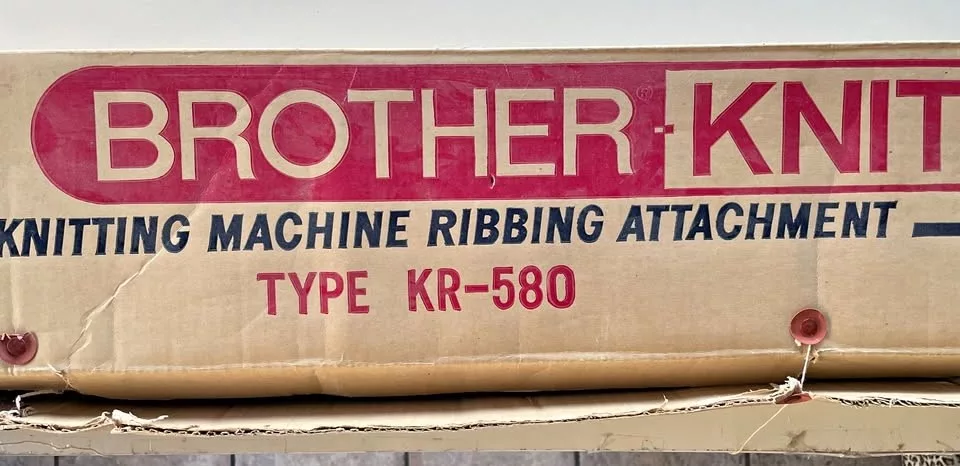 BROTHER®-KNIT
KNITTING MACHINE RIBBING ATTACHMENT
TYPE KR-580